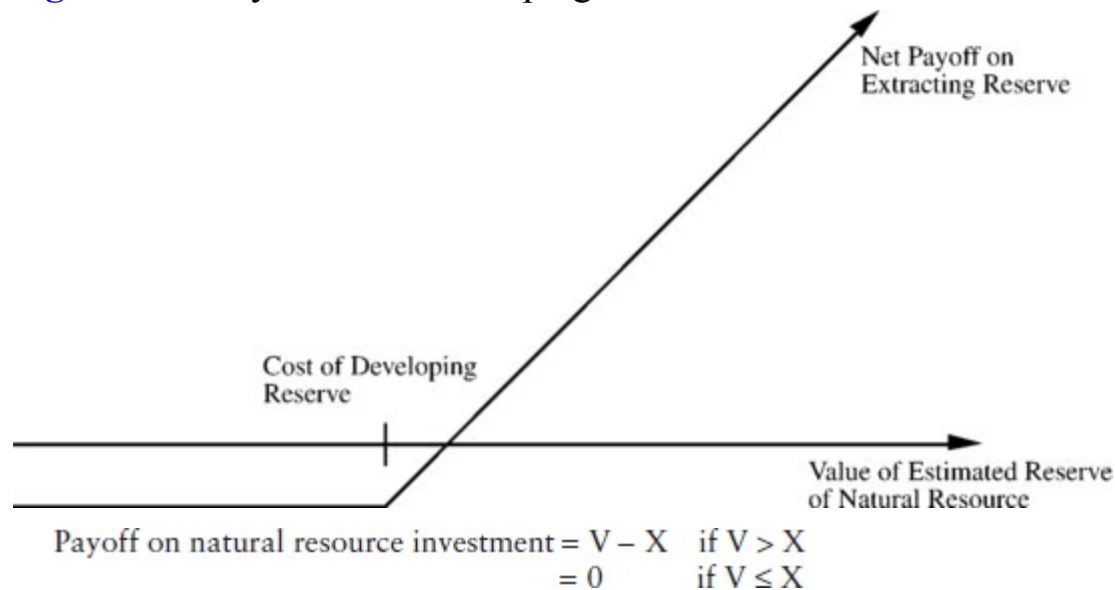 Net Payoff on
Extracting Reserve
Cost of Developing
Reserve
Value of Estimated Reserve
of Natural Resource
Payoff on natural resource investment = V – X if V > X
= 0 if V ≤ X